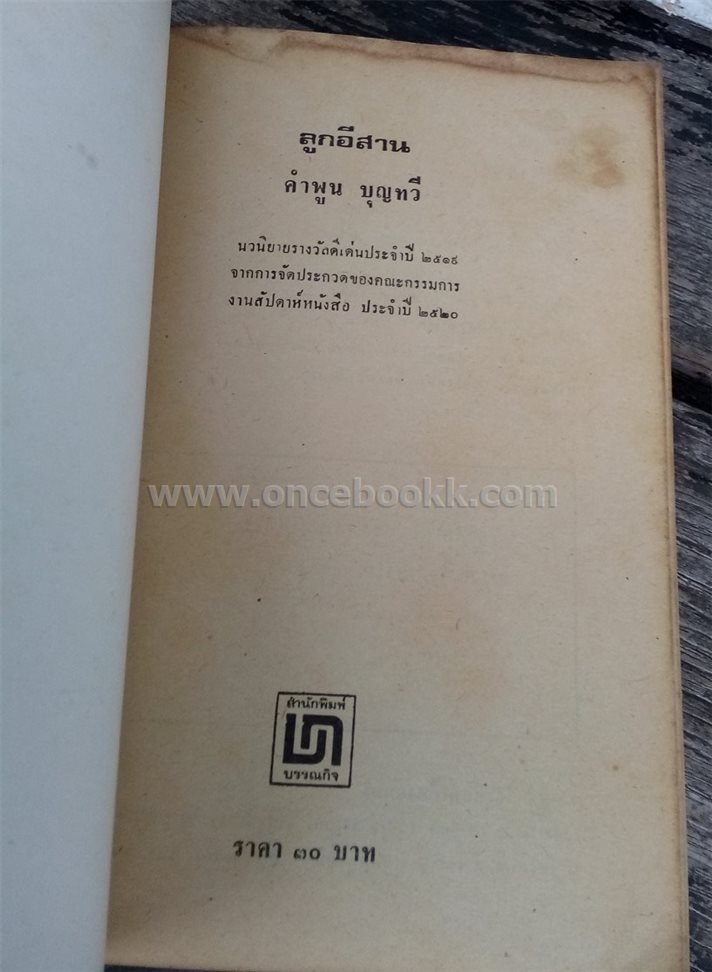 ลูกอีสาน
คำพูน บุญทวี
นวนิยายรางวัลดีเด่นประจำปี ๒๕๑๙
จากการจัดประกวดของคณะกรรมการ
งานสัปดาห์หนังสือ ประจำปี ๒๕๒๐
www.oncebookk.com
สำนักพิมพ์
บรรณกิจ
ราคา ๓๐ บาท